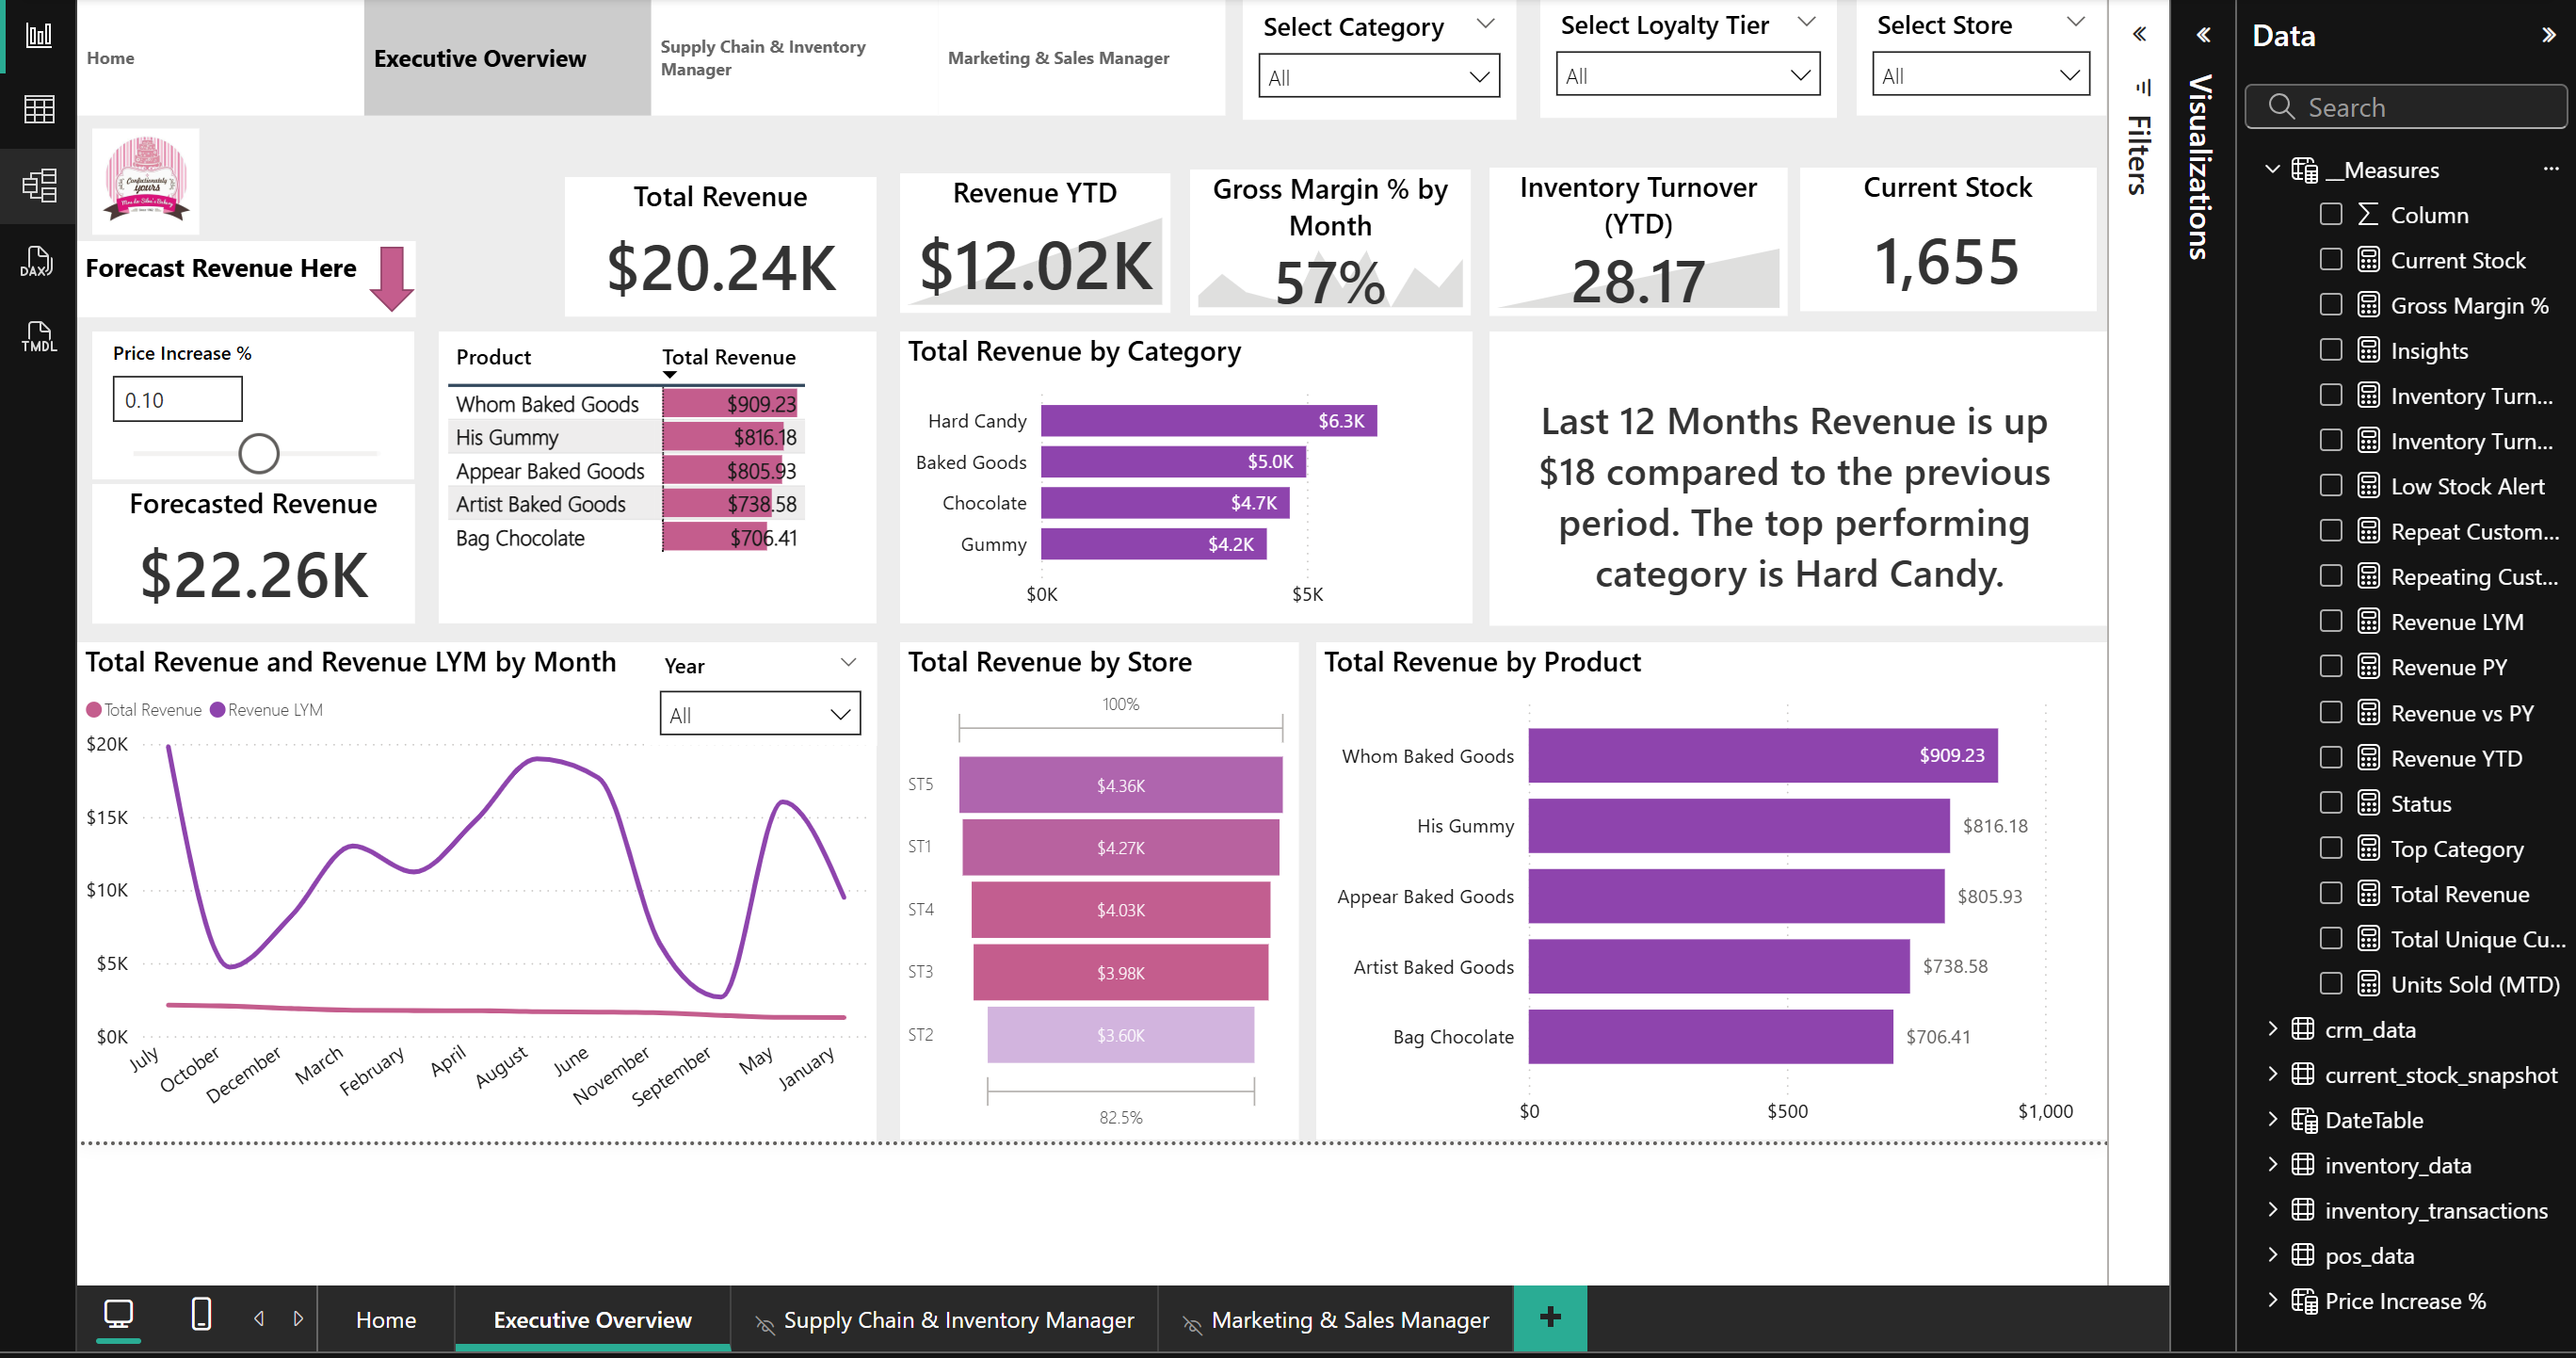 Home
Executive Overview
Supply Chain & Inventory
Manager
Marketing & Sales Manager
Select Category
All
Select Loyalty Tier
All
Select Store
All
Confectionately
yours
Forecast Revenue Here
Total Revenue
$20.24K
Revenue YTD
$12.02K
Gross Margin % by
Month
57%
Inventory Turnover
(YTD)
28.17
Current Stock
1,655
Price Increase %
0.10
Forecasted Revenue
$22.26K
Product Total Revenue
Whom Baked Goods $909.23
His Gummy $816.18
Appear Baked Goods $805.93
Artist Baked Goods $738.58
Bag Chocolate $706.41
Total Revenue by Category
Hard Candy $6.3K
Baked Goods $5.0K
Chocolate $4.7K
Gummy $4.2K
$0K $5K
Last 12 Months Revenue is up
$18 compared to the previous
period. The top performing
category is Hard Candy.
Total Revenue and Revenue LYM by Month
Year
All
Total Revenue Revenue LYM
$20K
$15K
$10K
$5K
$0K
July October December March February April August June November September May January
Total Revenue by Store
100%
ST5 $4.36K
ST1 $4.27K
ST4 $4.03K
ST3 $3.98K
ST2 $3.60K
82.5%
Total Revenue by Product
Whom Baked Goods $909.23
His Gummy $816.18
Appear Baked Goods $805.93
Artist Baked Goods $738.58
Bag Chocolate $706.41
$0 $500 $1,000
Home
Executive Overview
Supply Chain & Inventory Manager
Marketing & Sales Manager
DAX
TMDL
Filters
Visualizations
Data
Search
__Measures
Column
Current Stock
Gross Margin %
Insights
Inventory Turn...
Inventory Turn...
Low Stock Alert
Repeat Custom...
Repeating Cust...
Revenue LYM
Revenue PY
Revenue vs PY
Revenue YTD
Status
Top Category
Total Revenue
Total Unique Cu...
Units Sold (MTD)
crm_data
current_stock_snapshot
DateTable
inventory_data
inventory_transactions
pos_data
Price Increase %